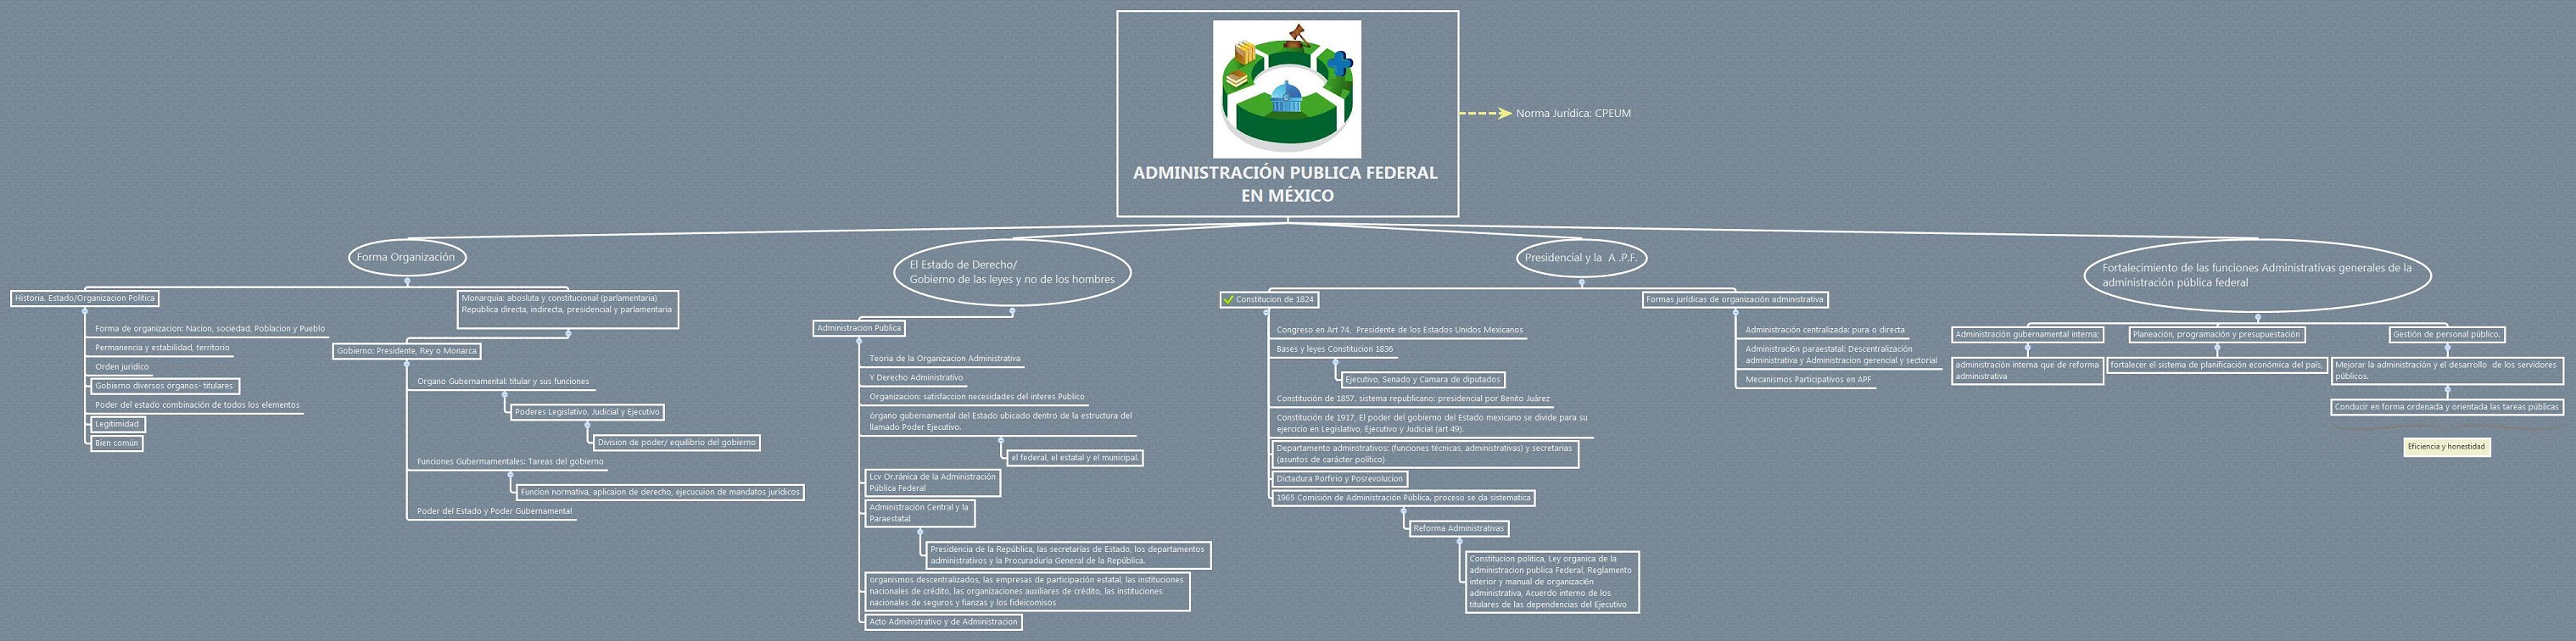 ADMINISTRACIÓN PUBLICA FEDERAL
EN MÉXICO
Norma Jurídica: CPEUM
Forma Organización
Historia. Estado/Organizacion Política
Forma de organizacion: Nacion, sociedad, Poblacion y Pueblo
Permanencia y estabilidad, territorio
Orden jurídico
Gobierno diversos órganos- titulares
Poder del estado combinación de todos los elementos
Legitimidad
Bien común
Monarquia: abosluta y constitucional (parlamentaria)
Republica directa, indirecta, presidencial y parlamentaria
Gobierno: Presidente, Rey o Monarca
Organo Gubernamental: titular y sus funciones
Poderes Legislativo, Judicial y Ejecutivo
Division de poder/ equilibrio del gobierno
Funciones Gubermamentales: Tareas del gobierno
Funcion normativa, aplicaion de derecho, ejecucuion de mandatos jurídicos
Poder del Estado y Poder Gubernamental
El Estado de Derecho/
Gobierno de las leyes y no de los hombres
Administracion Publica
Teoria de la Organizacion Administrativa
Y Derecho Administrativo
Organizacion: satisfaccion necesidades del interes Publico
órgano gubernamental del Estado ubicado dentro de la estructura del
llamado Poder Ejecutivo.
el federal, el estatal y el municipal.
Lcv Or.ránica de la Administración
Pública Federal
Administración Central y la
Paraestatal
Presidencia de la República, las secretarías de Estado, los departamentos
administrativos y la Procuraduría General de la República.
organismos descentralizados, las empresas de participación estatal, las instituciones
nacionales de crédito, las organizaciones auxiliares de crédito, las instituciones
nacionales de seguros y fianzas y los fideicomisos
Acto Administrativo y de Administracion
Presidencial y la A .P.F.
Constitucion de 1824
Congreso en Art 74, Presidente de los Estados Unidos Mexicanos
Bases y leyes Constitucion 1836
Ejecutivo, Senado y Camara de diputados
Constitución de 1857. sistema republicano: presidencial por Benito Juárez
Constitución de 1917, El poder del gobierno del Estado mexicano se divide para su
ejercicio en Legislativo, Ejecutivo y Judicial (art 49).
Departamento adminstrativos: (funciones técnicas, adminstrativas) y secretarias
(asuntos de carácter político)
Dictadura Porfirio y Posrevolucion
1965 Comisión de Administración Pública. proceso se da sistematica
Reforma Administrativas
Constitucion politica, Ley organica de la
administracion publica Federal, Reglamento
interior y manual de organización
administrativa, Acuerdo interno de los
titulares de las dependencias del Ejecutivo
Formas jurídicas de organización administrativa
Administración centralizada: pura o directa
Administración paraestatal: Descentralización
administrativa y Administracion gerencial y sectorial
Mecanismos Participativos en APF
Fortalecimiento de las funciones Administrativas generales de la
administración pública federal
Administración gubernamental interna;
administración interna que de reforma
administrativa
Planeación, programación y presupuestación
fortalecer el sistema de planificación económica del país,
Gestión de personal público.
Mejorar la administración y el desarrollo de los servidores
públicos.
Conducir en forma ordenada y orientada las tareas públicas
Eficiencia y honestidad